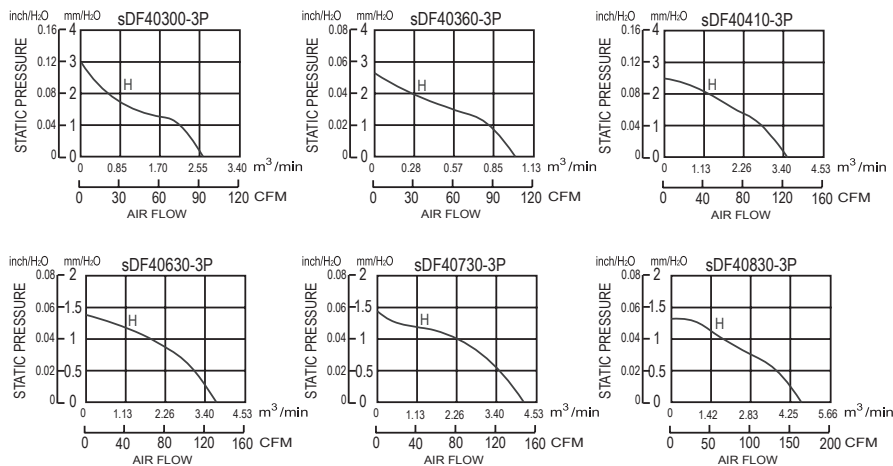 sDF40300-3P
inch/H₂O mm/H₂O
STATIC PRESSURE
0.16 4
0.12 3
0.08 2
0.04 1
0 0
H
0 0.85 1.70 2.55 3.40 m³/min
0 30 60 90 120 CFM
AIR FLOW
sDF40360-3P
inch/H₂O mm/H₂O
STATIC PRESSURE
0.08 4
0.06 3
0.04 2
0.02 1
0 0
H
0 0.28 0.57 0.85 1.13 m³/min
0 10 20 30 40 CFM
AIR FLOW
sDF40410-3P
inch/H₂O mm/H₂O
STATIC PRESSURE
0.16 4
0.12 3
0.08 2
0.04 1
0 0
H
0 1.13 2.26 3.40 4.53 m³/min
0 40 80 120 160 CFM
AIR FLOW
sDF40630-3P
inch/H₂O mm/H₂O
STATIC PRESSURE
0.08 2
0.06 1.5
0.04 1
0.02 0.5
0 0
H
0 1.13 2.26 3.40 4.53 m³/min
0 40 80 120 160 CFM
AIR FLOW
sDF40730-3P
inch/H₂O mm/H₂O
STATIC PRESSURE
0.08 2
0.06 1.5
0.04 1
0.02 0.5
0 0
H
0 1.13 2.26 3.40 4.53 m³/min
0 40 80 120 160 CFM
AIR FLOW
sDF40830-3P
inch/H₂O mm/H₂O
STATIC PRESSURE
0.08 2
0.06 1.5
0.04 1
0.02 0.5
0 0
H
0 1.42 2.83 4.25 5.66 m³/min
0 50 100 150 200 CFM
AIR FLOW